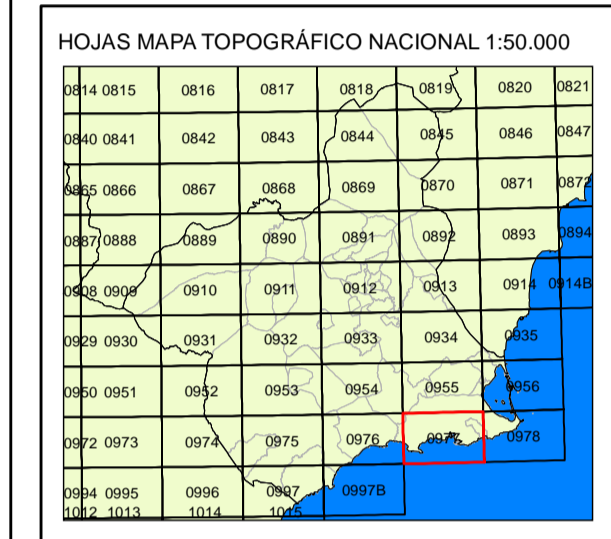 HOJAS MAPA TOPOGRÁFICO NACIONAL 1:50.000
0814 0815 0816 0817 0818 0819 0820 0821
0840 0841 0842 0843 0844 0845 0846 0847
0865 0866 0867 0868 0869 0870 0871 0872
0887 0888 0889 0890 0891 0892 0893 0894
0908 0909 0910 0911 0912 0913 0914 0914B
0929 0930 0931 0932 0933 0934 0935
0950 0951 0952 0953 0954 0955 0956
0972 0973 0974 0975 0976 0977 0978
0994 0995 0996 0997 0997B
1012 1013 1014 1015